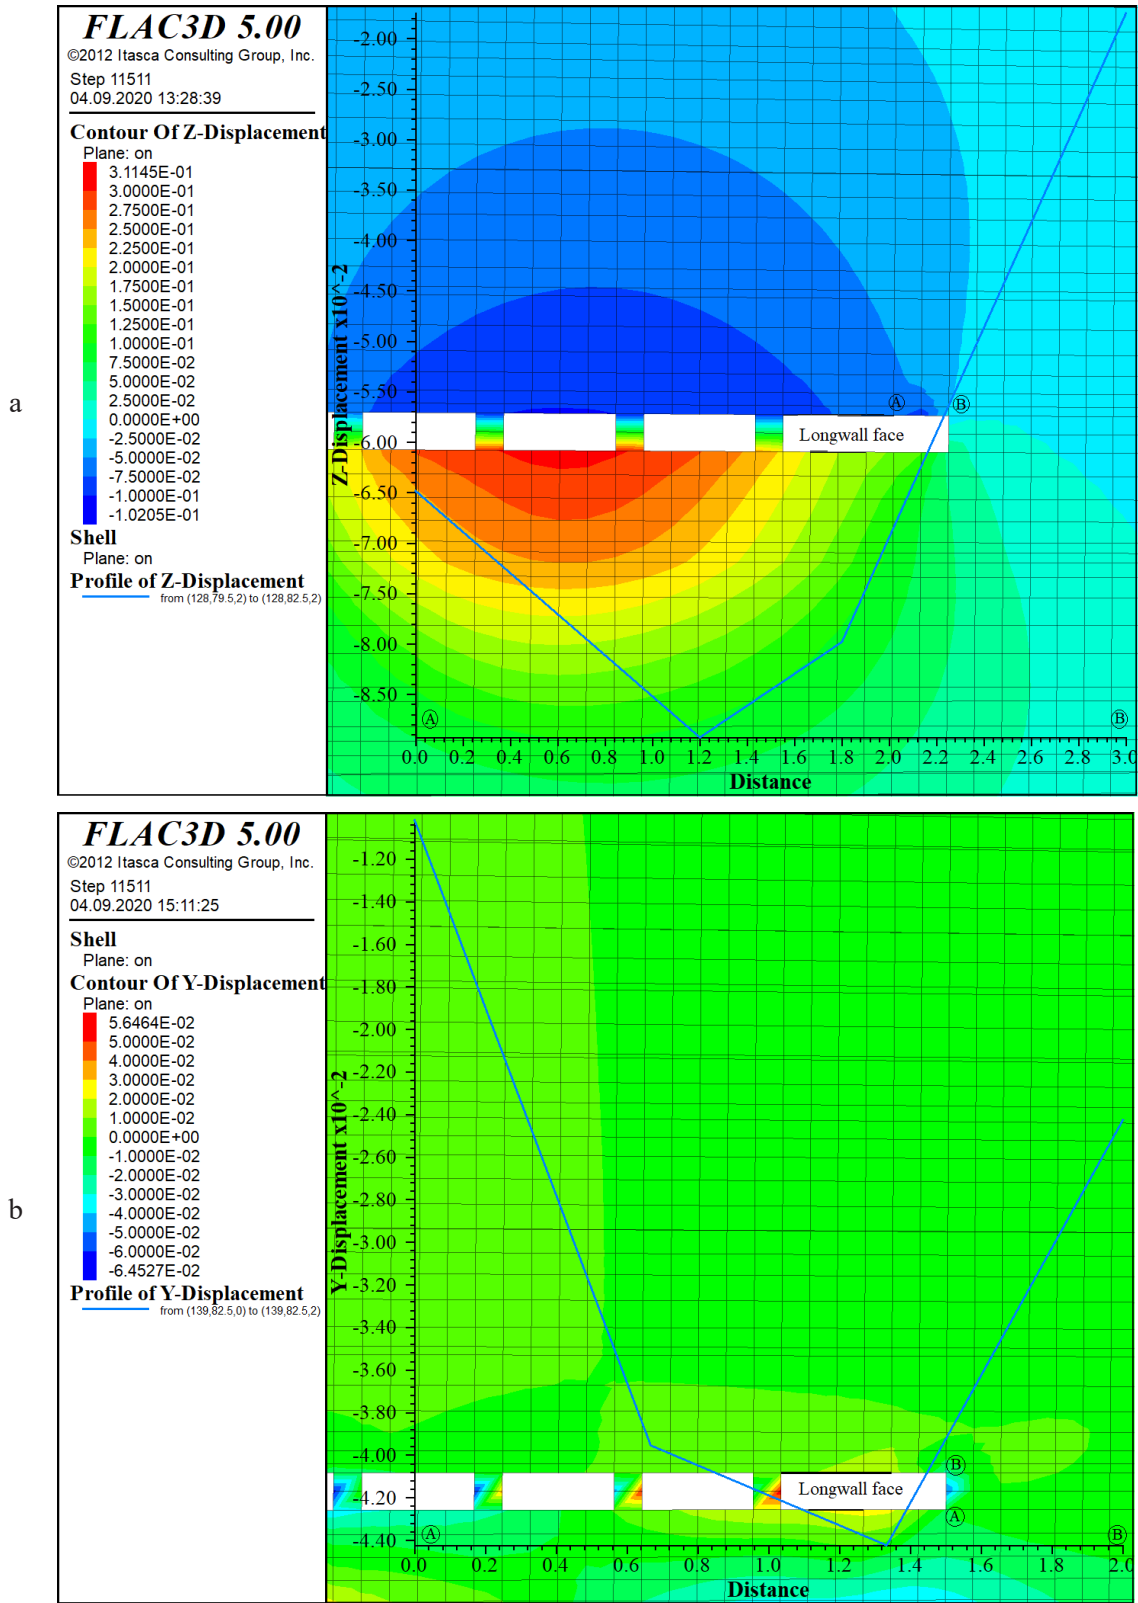 a
FLAC3D 5.00
©2012 Itasca Consulting Group, Inc.
Step 11511
04.09.2020 13:28:39
Contour Of Z-Displacement
Plane: on
3.1145E-01
3.0000E-01
2.7500E-01
2.2500E-01
2.0000E-01
1.7500E-01
1.5000E-01
1.2500E-01
1.0000E-01
7.5000E-02
5.0000E-02
2.5000E-02
0.0000E+00
-2.5000E-02
-5.0000E-02
-7.5000E-02
-1.0000E-01
-1.0205E-01
Shell
Plane: on
Profile of Z-Displacement
from (128,79.5,2) to (128,82.5,2)
Z-Displacement x10^-2
-2.00
-2.50
-3.00
-3.50
-4.00
-4.50
-5.00
-5.50
-6.00
-6.50
-7.00
-7.50
-8.00
-8.50
A B
Longwall face
A B
0.0 0.2 0.4 0.6 0.8 1.0 1.2 1.4 1.6 1.8 2.0 2.2 2.4 2.6 2.8 3.0
Distance
b
FLAC3D 5.00
©2012 Itasca Consulting Group, Inc.
Step 11511
04.09.2020 15:11:25
Shell
Plane: on
Contour Of Y-Displacement
Plane: on
5.6464E-02
5.0000E-02
4.0000E-02
3.0000E-02
2.0000E-02
1.0000E-02
0.0000E+00
-1.0000E-02
-2.0000E-02
-3.0000E-02
-4.0000E-02
-5.0000E-02
-6.0000E-02
-6.4527E-02
Profile of Y-Displacement
from (139,82.5,0) to (139,82.5,2)
Y-Displacement x10^-2
-1.20
-1.40
-1.60
-1.80
-2.00
-2.20
-2.40
-2.60
-2.80
-3.00
-3.20
-3.40
-3.60
-3.80
-4.00
-4.20
-4.40
B
Longwall face
A
A B
0.2 0.4 0.6 0.8 1.0 1.2 1.4 1.6 1.8 2.0
Distance